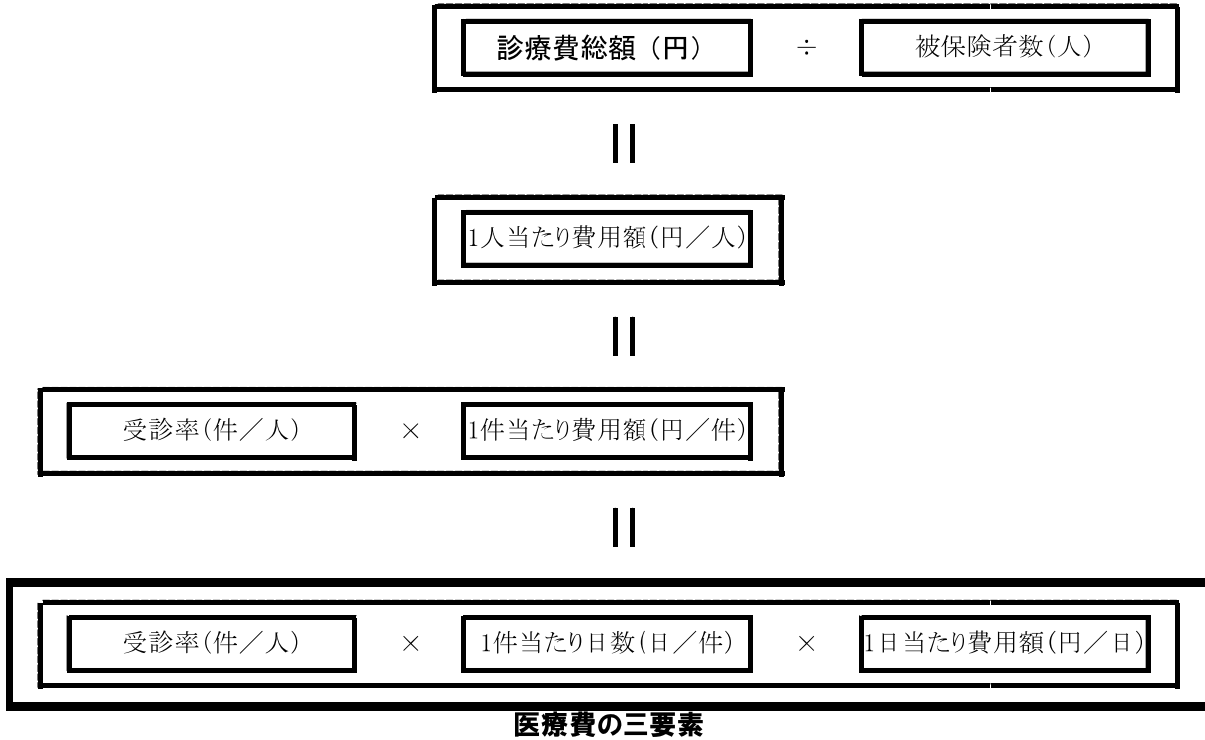 診療費総額（円） ÷ 被保険者数(人)
||
1人当たり費用額(円／人)
||
受診率(件／人) × 1件当たり費用額(円／件)
||
受診率(件／人) × 1件当たり日数(日／件) × 1日当たり費用額(円／日)
医療費の三要素